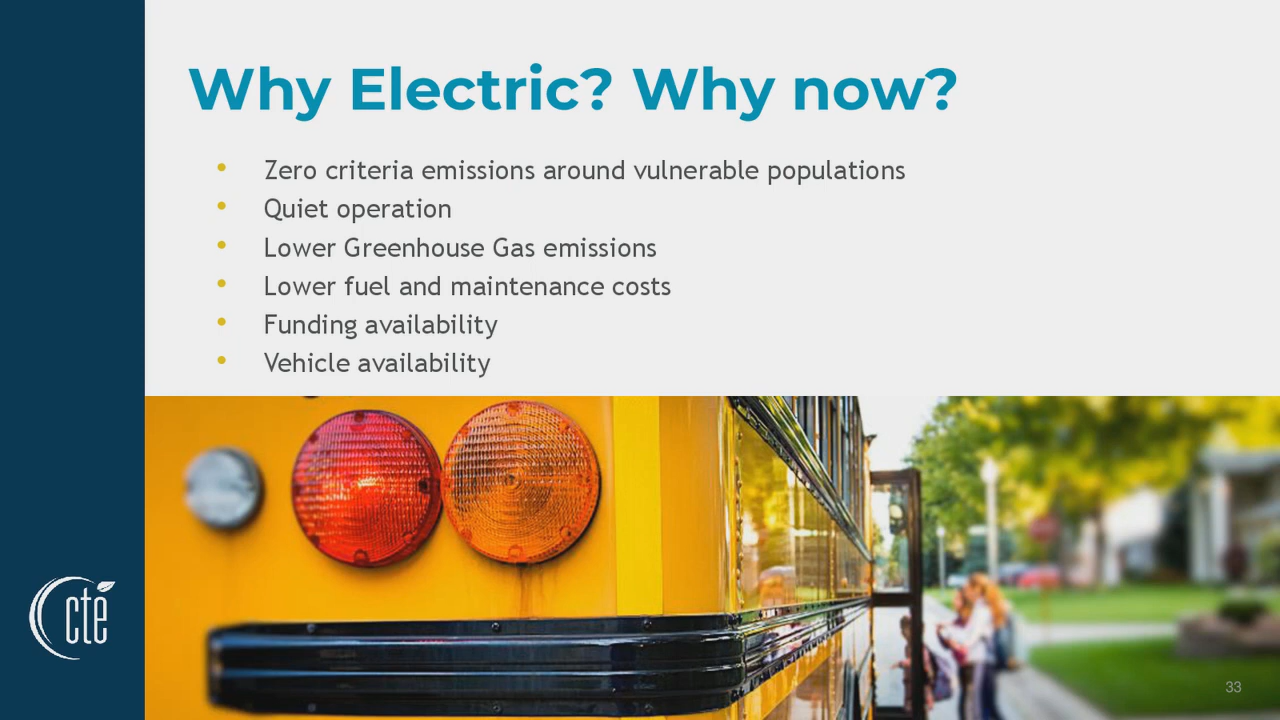 Why Electric? Why now?
• Zero criteria emissions around vulnerable populations
• Quiet operation
• Lower Greenhouse Gas emissions
• Lower fuel and maintenance costs
• Funding availability
• Vehicle availability
cte
33